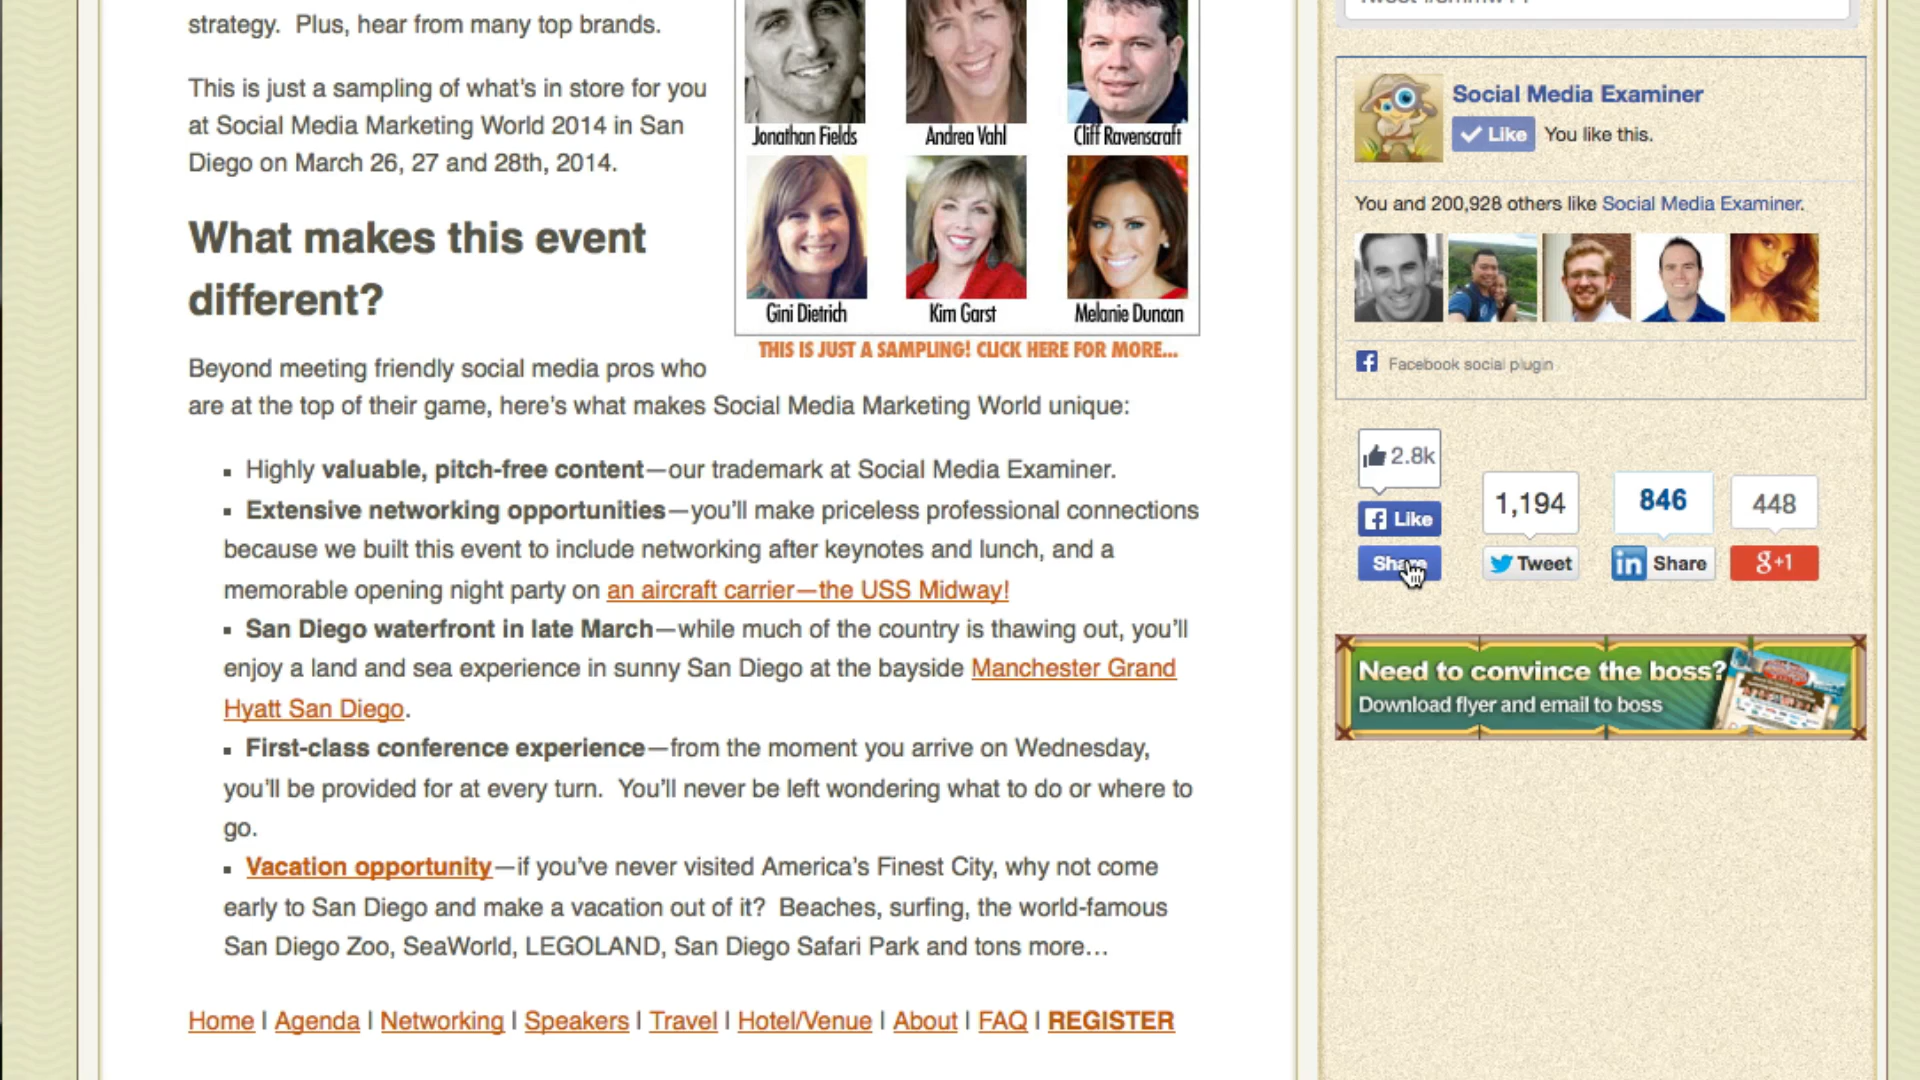 strategy.  Plus, hear from many top brands.
This is just a sampling of what's in store for you
at Social Media Marketing World 2014 in San
Diego on March 26, 27 and 28th, 2014.
What makes this event
different?
Beyond meeting friendly social media pros who
are at the top of their game, here's what makes Social Media Marketing World unique:
▪ Highly valuable, pitch-free content—our trademark at Social Media Examiner.
▪ Extensive networking opportunities—you'll make priceless professional connections
because we built this event to include networking after keynotes and lunch, and a
memorable opening night party on an aircraft carrier—the USS Midway!
▪ San Diego waterfront in late March—while much of the country is thawing out, you'll
enjoy a land and sea experience in sunny San Diego at the bayside Manchester Grand
Hyatt San Diego.
▪ First-class conference experience—from the moment you arrive on Wednesday,
you'll be provided for at every turn.  You'll never be left wondering what to do or where to
go.
▪ Vacation opportunity—if you've never visited America's Finest City, why not come
early to San Diego and make a vacation out of it?  Beaches, surfing, the world-famous
San Diego Zoo, SeaWorld, LEGOLAND, San Diego Safari Park and tons more…
Home | Agenda | Networking | Speakers | Travel | Hotel/Venue | About | FAQ | REGISTER
Jonathan Fields Andrea Vahl Cliff Ravenscraft
Gini Dietrich Kim Garst Melanie Duncan
THIS IS JUST A SAMPLING! CLICK HERE FOR MORE...
Social Media Examiner
Like You like this.
You and 200,928 others like Social Media Examiner.
Facebook social plugin
2.8k 1,194 846 448
Like
Share Tweet in Share g+1
Need to convince the boss?
Download flyer and email to boss